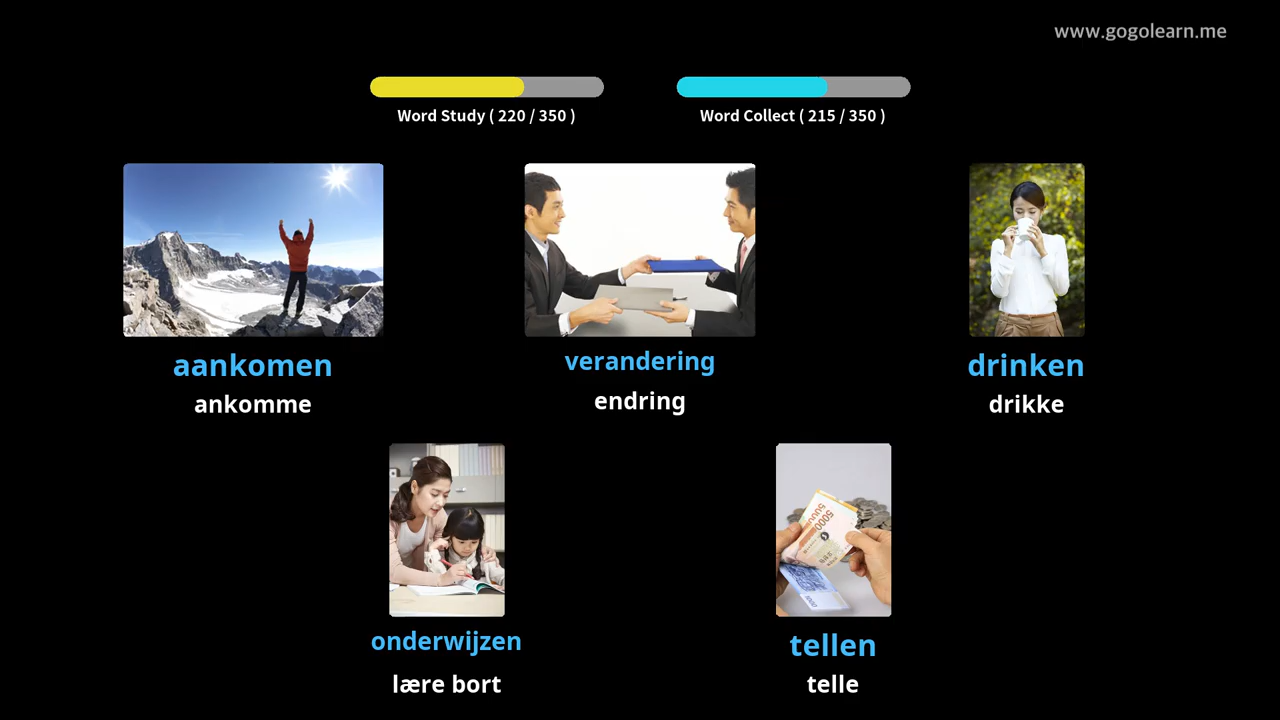 www.gogolearn.me
Word Study ( 220 / 350 )
Word Collect ( 215 / 350 )
aankomen
ankomme
verandering
endring
drinken
drikke
5000
onderwijzen
lære bort
tellen
telle